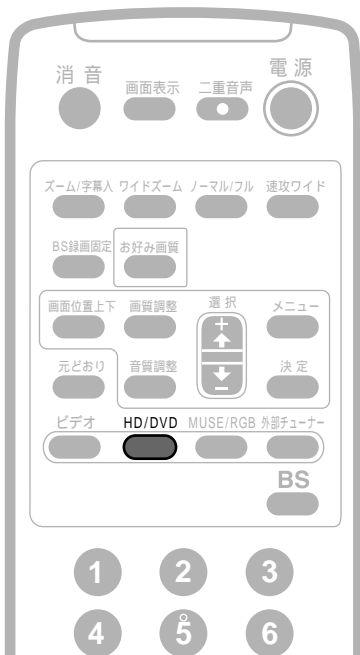 消音 画面表示 二重音声 電源
ズーム/字幕入 ワイドズーム ノーマル/フル 速攻ワイド
BS録画固定 お好み画質
画面位置上下 画質調整 選択 メニュー
+
元どおり 音質調整 決定
−
ビデオ HD/DVD MUSE/RGB 外部チューナー
BS
1 2 3
4 5 6